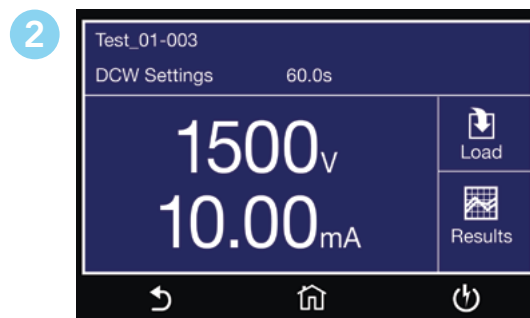 2
Test_01-003
DCW Settings 60.0s
1500V
10.00mA
Load
Results